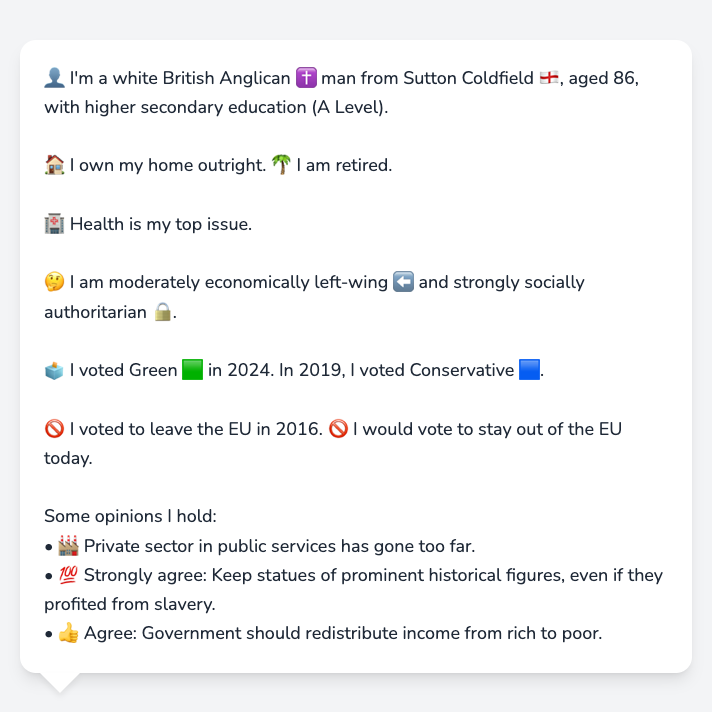 👤 I'm a white British Anglican ✝️ man from Sutton Coldfield 🏴󠁧󠁢󠁥󠁮󠁧󠁿, aged 86,
with higher secondary education (A Level).
🏠 I own my home outright. 🌴 I am retired.
🏥 Health is my top issue.
🤔 I am moderately economically left-wing ⬅️ and strongly socially
authoritarian 🔒.
🗳️ I voted Green 🟩 in 2024. In 2019, I voted Conservative 🟦.
🚫 I voted to leave the EU in 2016. 🚫 I would vote to stay out of the EU
today.
Some opinions I hold:
• 🏭 Private sector in public services has gone too far.
• 💯 Strongly agree: Keep statues of prominent historical figures, even if they
profited from slavery.
• 👍 Agree: Government should redistribute income from rich to poor.